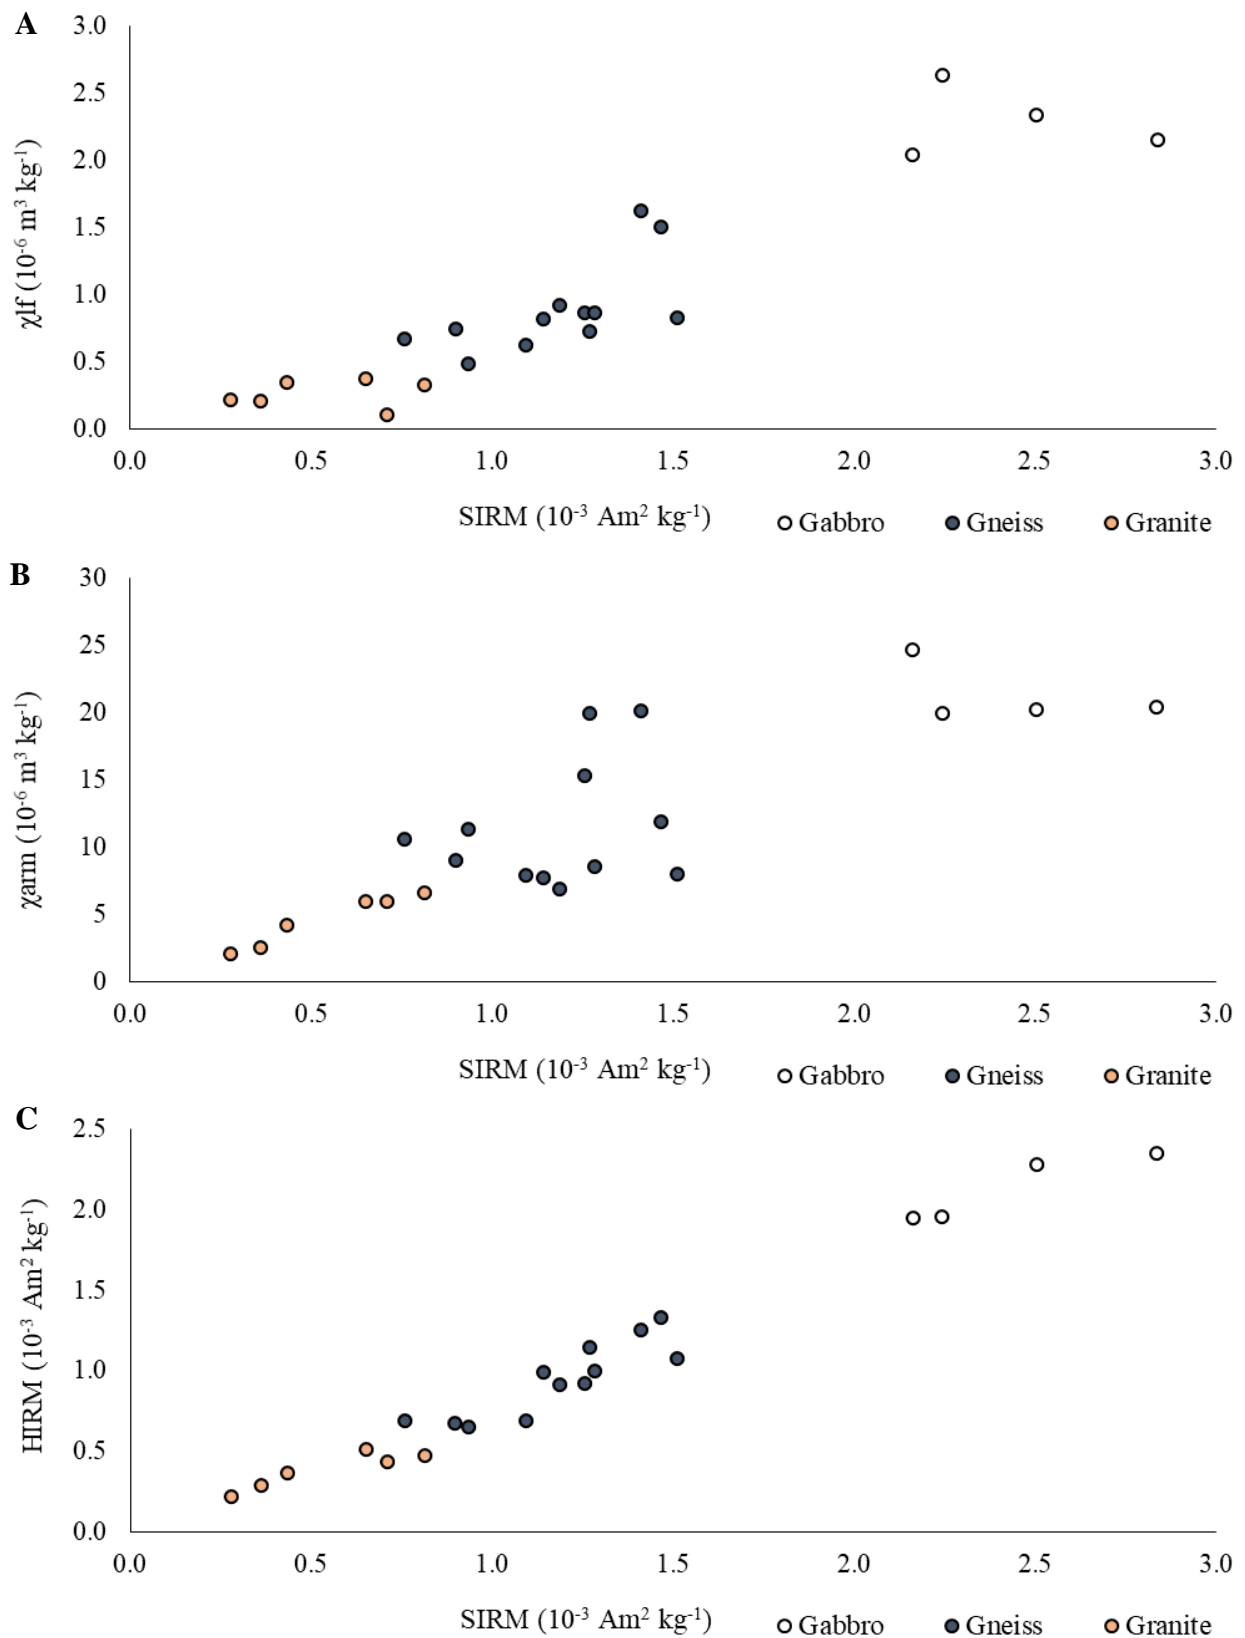 A
3.0
2.5
2.0
1.5
1.0
0.5
0.0
χlf (10⁻⁶ m³ kg⁻¹)
0.0 0.5 1.0 1.5 2.0 2.5 3.0
SIRM (10⁻³ Am² kg⁻¹) Gabbro Gneiss Granite
B
30
25
20
15
10
5
0
χarm (10⁻⁶ m³ kg⁻¹)
0.0 0.5 1.0 1.5 2.0 2.5 3.0
SIRM (10⁻³ Am² kg⁻¹) Gabbro Gneiss Granite
C
2.5
2.0
1.5
1.0
0.5
0.0
HIRM (10⁻³ Am² kg⁻¹)
0.0 0.5 1.0 1.5 2.0 2.5 3.0
SIRM (10⁻³ Am² kg⁻¹) Gabbro Gneiss Granite